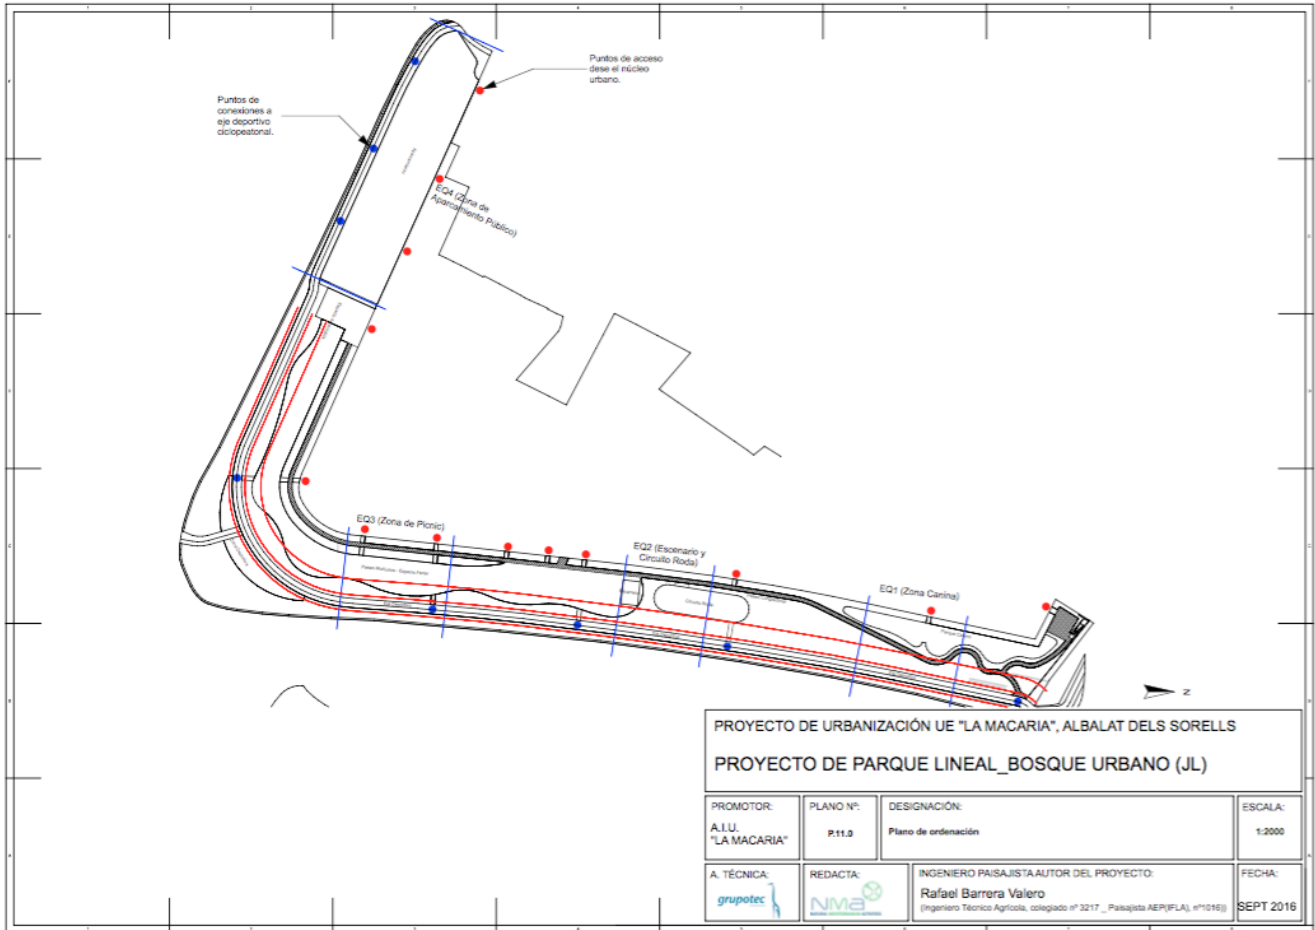 Puntos de acceso
dese el núcleo
urbano.
Puntos de
conexiones a
eje deportivo
ciclopeatonal.
EQ4 (Zona de
Aparcamiento Público)
EQ3 (Zona de Picnic)
EQ2 (Escenario y
Circuito Roda)
EQ1 (Zona Canina)
Circuito Roda
N
PROYECTO DE URBANIZACIÓN UE "LA MACARIA", ALBALAT DELS SORELLS
PROYECTO DE PARQUE LINEAL_BOSQUE URBANO (JL)
PROMOTOR:
A.I.U.
"LA MACARIA"
PLANO Nº:
P.11.0
DESIGNACIÓN:
Plano de ordenación
ESCALA:
1:2000
A. TÉCNICA:
grupotec
REDACTA:
NMa
INGENIERO PAISAJISTA AUTOR DEL PROYECTO:
Rafael Barrera Valero
(Ingeniero Técnico Agrícola, colegiado nº 3217 _ Paisajista AEP(IFLA), nº1016))
FECHA:
SEPT 2016